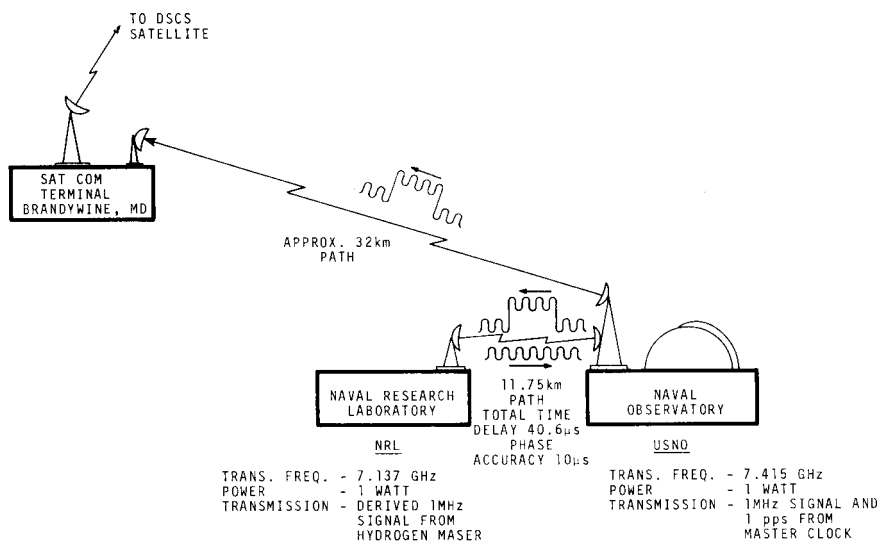 TO DSCS
SATELLITE
SAT COM
TERMINAL
BRANDYWINE, MD
APPROX. 32km
PATH
NAVAL RESEARCH
LABORATORY
11.75km
PATH
TOTAL TIME
DELAY 40.6μs
PHASE
ACCURACY 10μs
NAVAL
OBSERVATORY
NRL
TRANS. FREQ. - 7.137 GHz
POWER - 1 WATT
TRANSMISSION - DERIVED 1MHz
SIGNAL FROM
HYDROGEN MASER
USNO
TRANS. FREQ. - 7.415 GHz
POWER - 1 WATT
TRANSMISSION - 1MHz SIGNAL AND
1 pps FROM
MASTER CLOCK